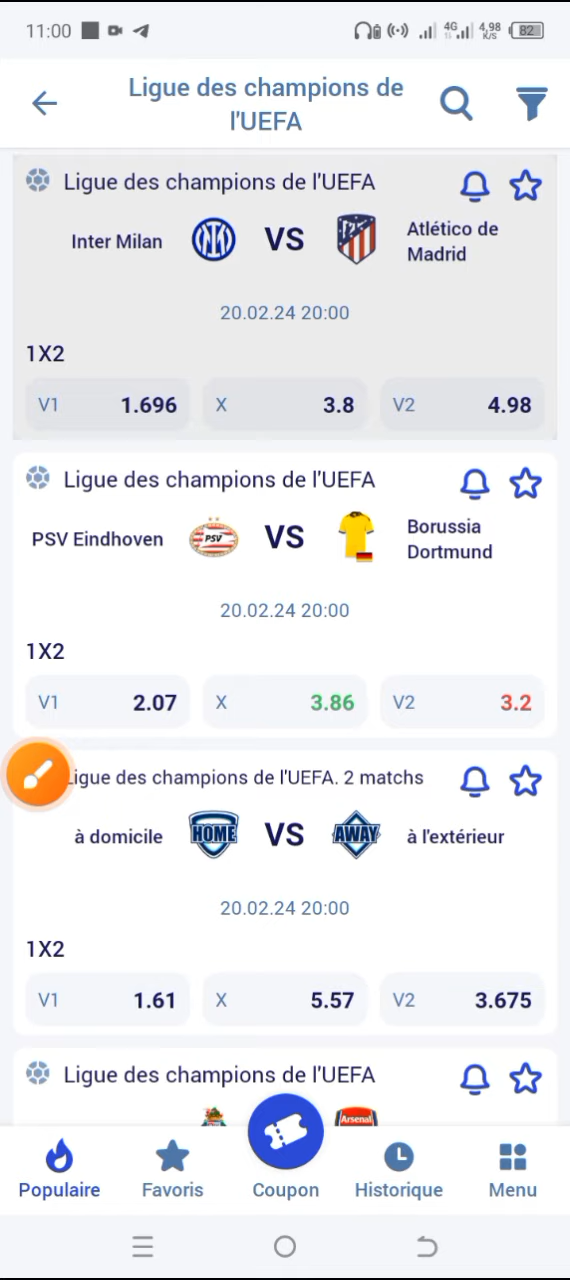 11:00 4G 4,98 K/S 82
Ligue des champions de
l'UEFA
Ligue des champions de l'UEFA
Inter Milan VS Atlético de
Madrid
20.02.24 20:00
1X2
V1 1.696 X 3.8 V2 4.98
Ligue des champions de l'UEFA
PSV Eindhoven PSV VS Borussia
Dortmund
20.02.24 20:00
1X2
V1 2.07 X 3.86 V2 3.2
Ligue des champions de l'UEFA. 2 matchs
à domicile HOME VS AWAY à l'extérieur
20.02.24 20:00
1X2
V1 1.61 X 5.57 V2 3.675
Ligue des champions de l'UEFA
Arsenal
Populaire Favoris Coupon Historique Menu